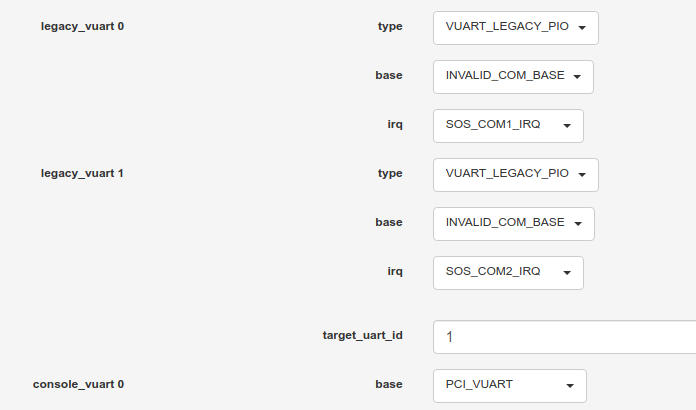 legacy_vuart 0 type VUART_LEGACY_PIO
base INVALID_COM_BASE
irq SOS_COM1_IRQ
legacy_vuart 1 type VUART_LEGACY_PIO
base INVALID_COM_BASE
irq SOS_COM2_IRQ
target_uart_id 1
console_vuart 0 base PCI_VUART